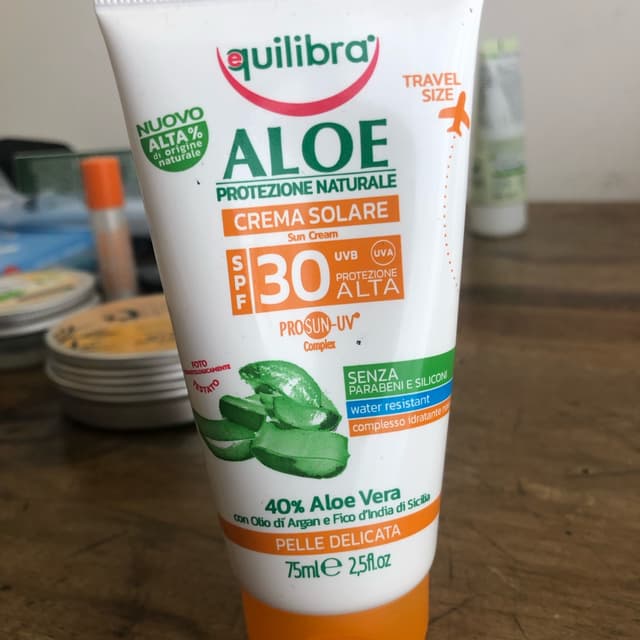 equilibra
TRAVEL
SIZE
NUOVO
ALTA %
di origine
naturale
ALOE
PROTEZIONE NATURALE
CREMA SOLARE
Sun Cream
SPF
30
UVB
UVA
PROTEZIONE
ALTA
PROSUN-UV
Complex
FOTO
TESTATO
SENZA
PARABENI E SILICONI
water resistant
complesso idratante
40% Aloe Vera
con Olio di Argan e Fico d'India di Sicilia
PELLE DELICATA
75ml e 2,5fl.oz